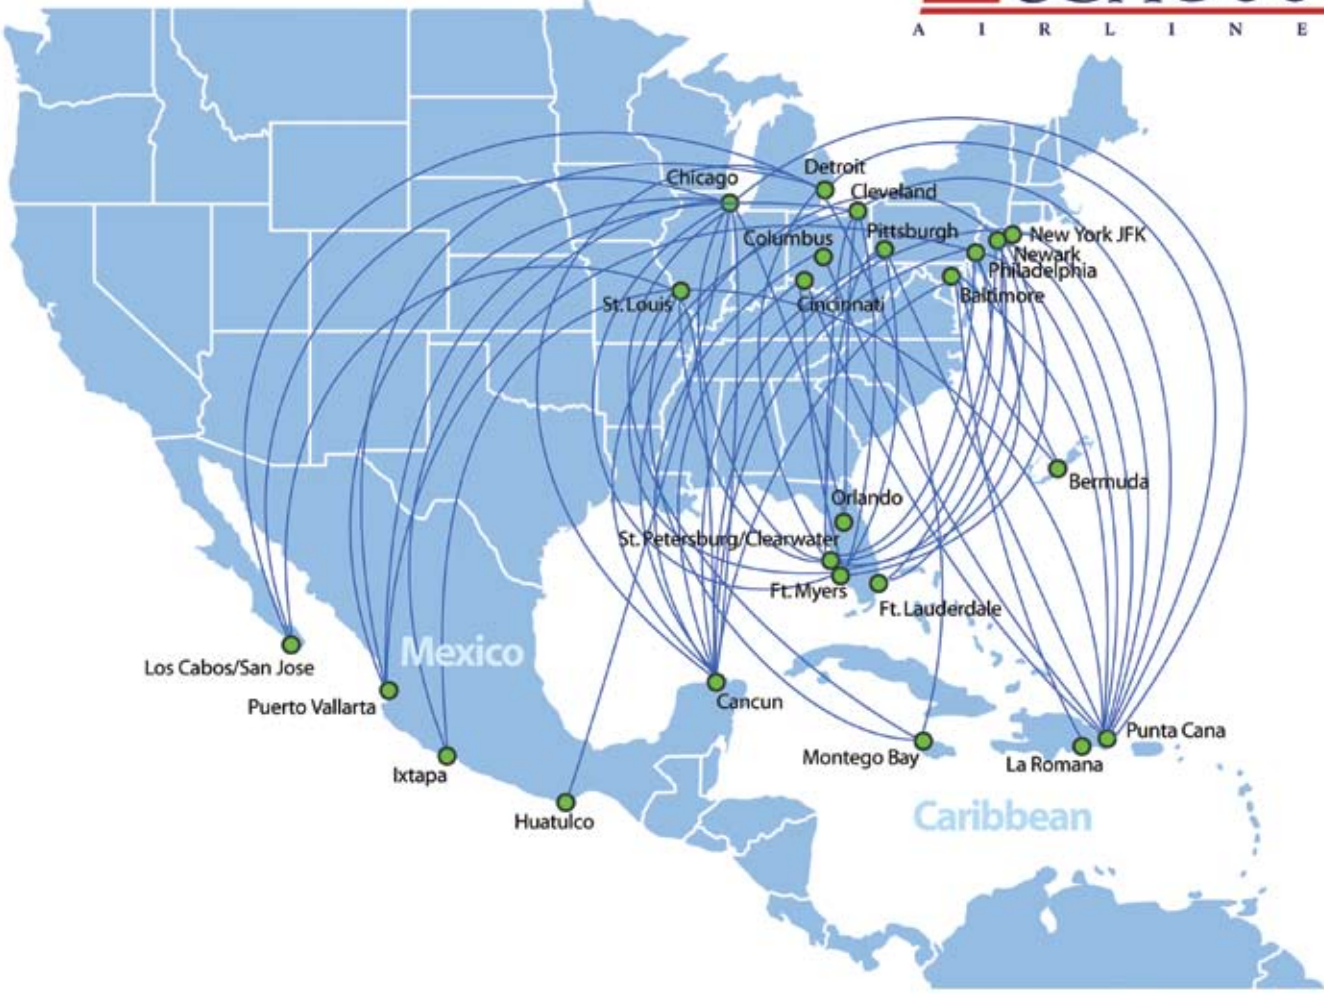 A I R L I N E
Detroit
Chicago
Cleveland
Columbus
Pittsburgh
New York JFK
Newark
Philadelphia
St. Louis
Cincinnati
Baltimore
Bermuda
Orlando
St. Petersburg/Clearwater
Ft. Myers
Ft. Lauderdale
Mexico
Los Cabos/San Jose
Puerto Vallarta
Cancun
Punta Cana
Montego Bay
La Romana
Ixtapa
Huatulco
Caribbean